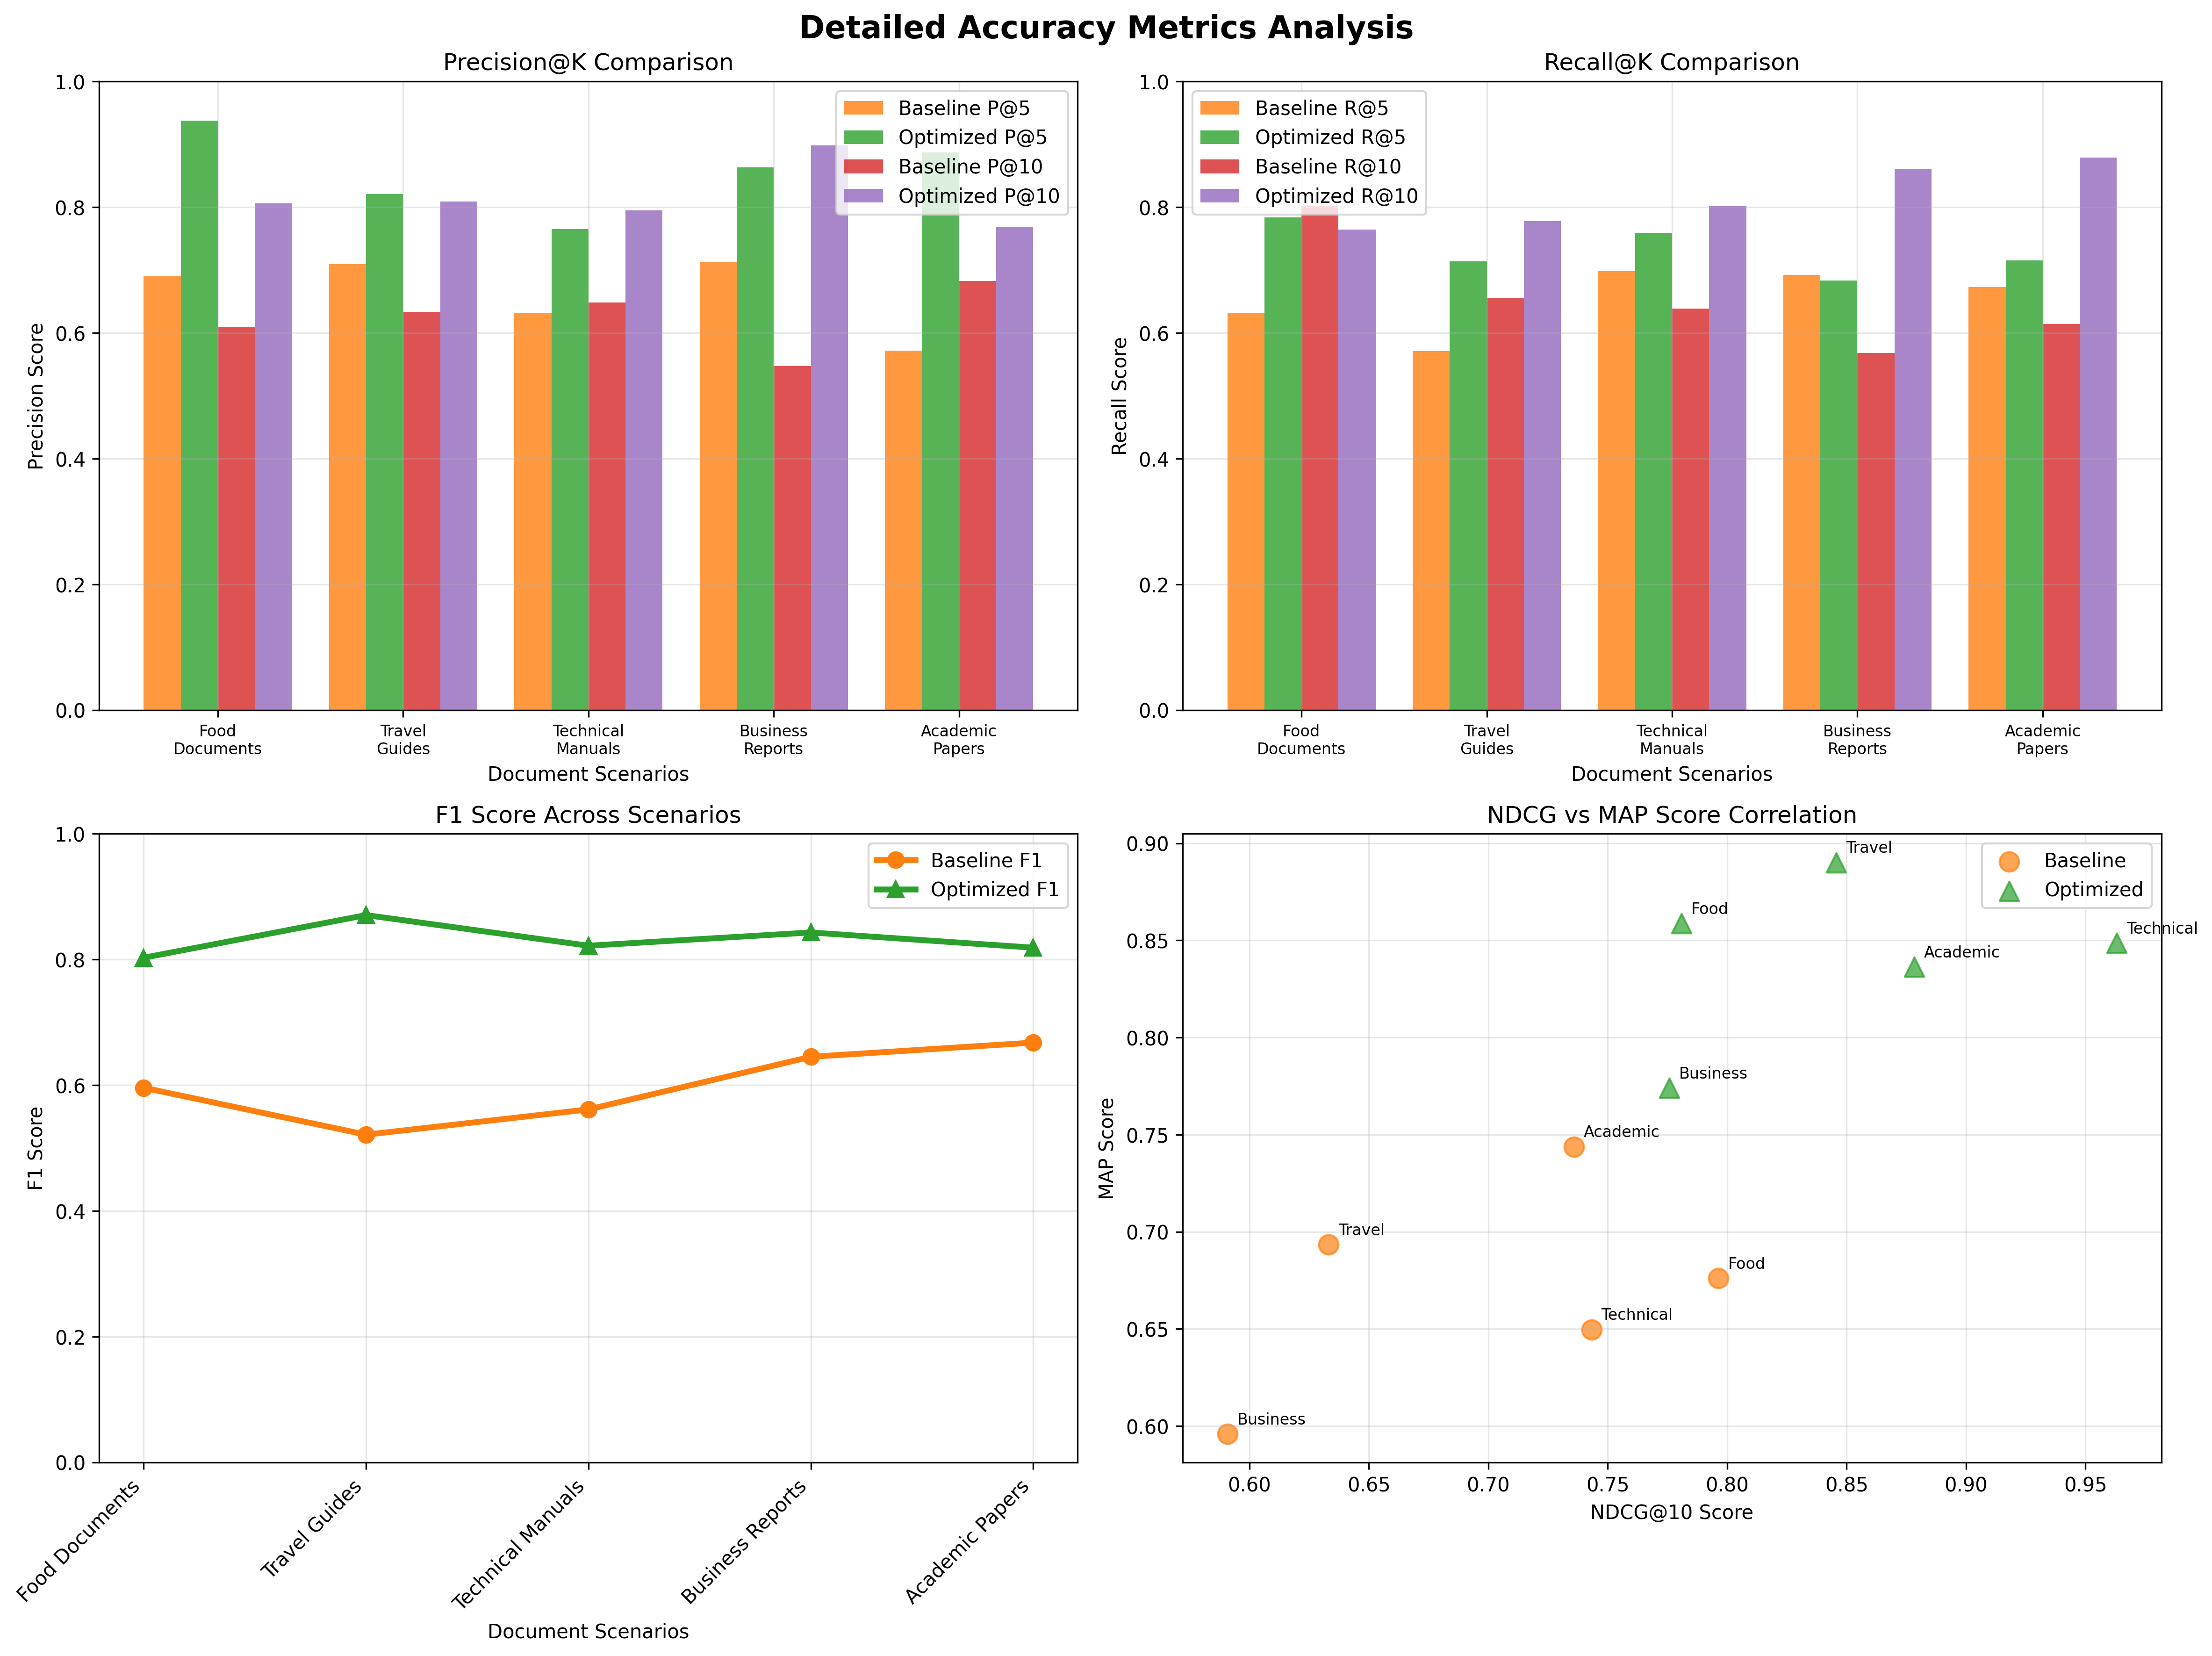 Detailed Accuracy Metrics Analysis
Precision@K Comparison
Precision Score
1.0
0.8
0.6
0.4
0.2
0.0
Baseline P@5
Optimized P@5
Baseline P@10
Optimized P@10
Food
Documents
Travel
Guides
Technical
Manuals
Business
Reports
Academic
Papers
Document Scenarios
Recall@K Comparison
Recall Score
1.0
0.8
0.6
0.4
0.2
0.0
Baseline R@5
Optimized R@5
Baseline R@10
Optimized R@10
Food
Documents
Travel
Guides
Technical
Manuals
Business
Reports
Academic
Papers
Document Scenarios
F1 Score Across Scenarios
F1 Score
1.0
0.8
0.6
0.4
0.2
0.0
Baseline F1
Optimized F1
Food Documents
Travel Guides
Technical Manuals
Business Reports
Academic Papers
Document Scenarios
NDCG vs MAP Score Correlation
MAP Score
0.90
0.85
0.80
0.75
0.70
0.65
0.60
Baseline
Optimized
Travel
Food
Technical
Academic
Business
Academic
Travel
Food
Technical
Business
0.60
0.65
0.70
0.75
0.80
0.85
0.90
0.95
NDCG@10 Score